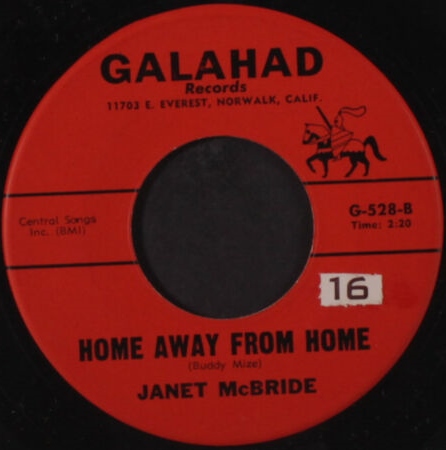 GALAHAD
Records
11703 E. EVEREST, NORWALK, CALIF.
Central Songs
Inc. (BMI)
G-528-B
Time: 2:20
16
HOME AWAY FROM HOME
(Buddy Mize)
JANET McBRIDE